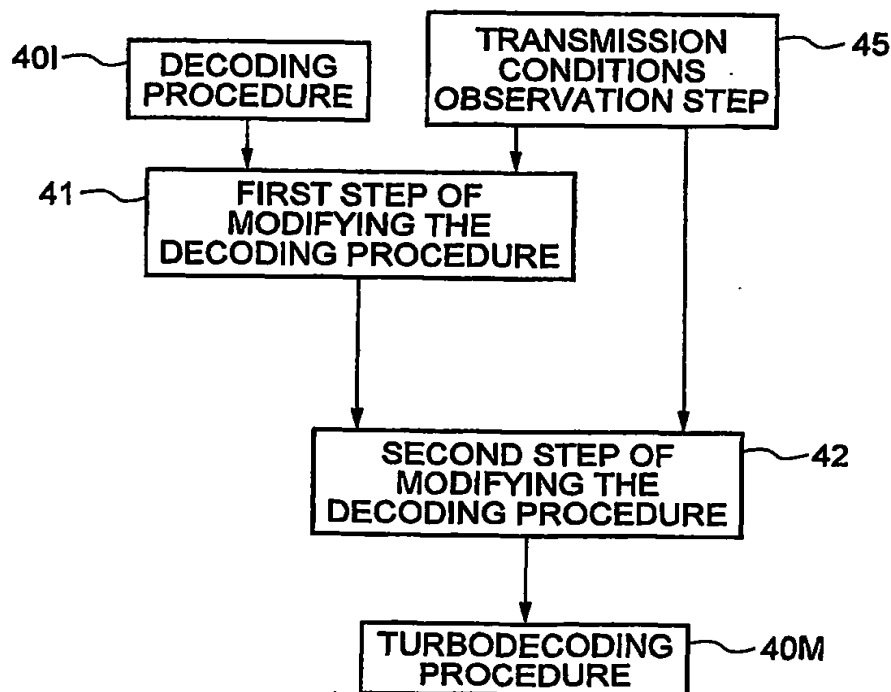 40I
DECODING
PROCEDURE
TRANSMISSION
CONDITIONS
OBSERVATION STEP
45
41
FIRST STEP OF
MODIFYING THE
DECODING PROCEDURE
SECOND STEP OF
MODIFYING THE
DECODING PROCEDURE
42
TURBODECODING
PROCEDURE
40M